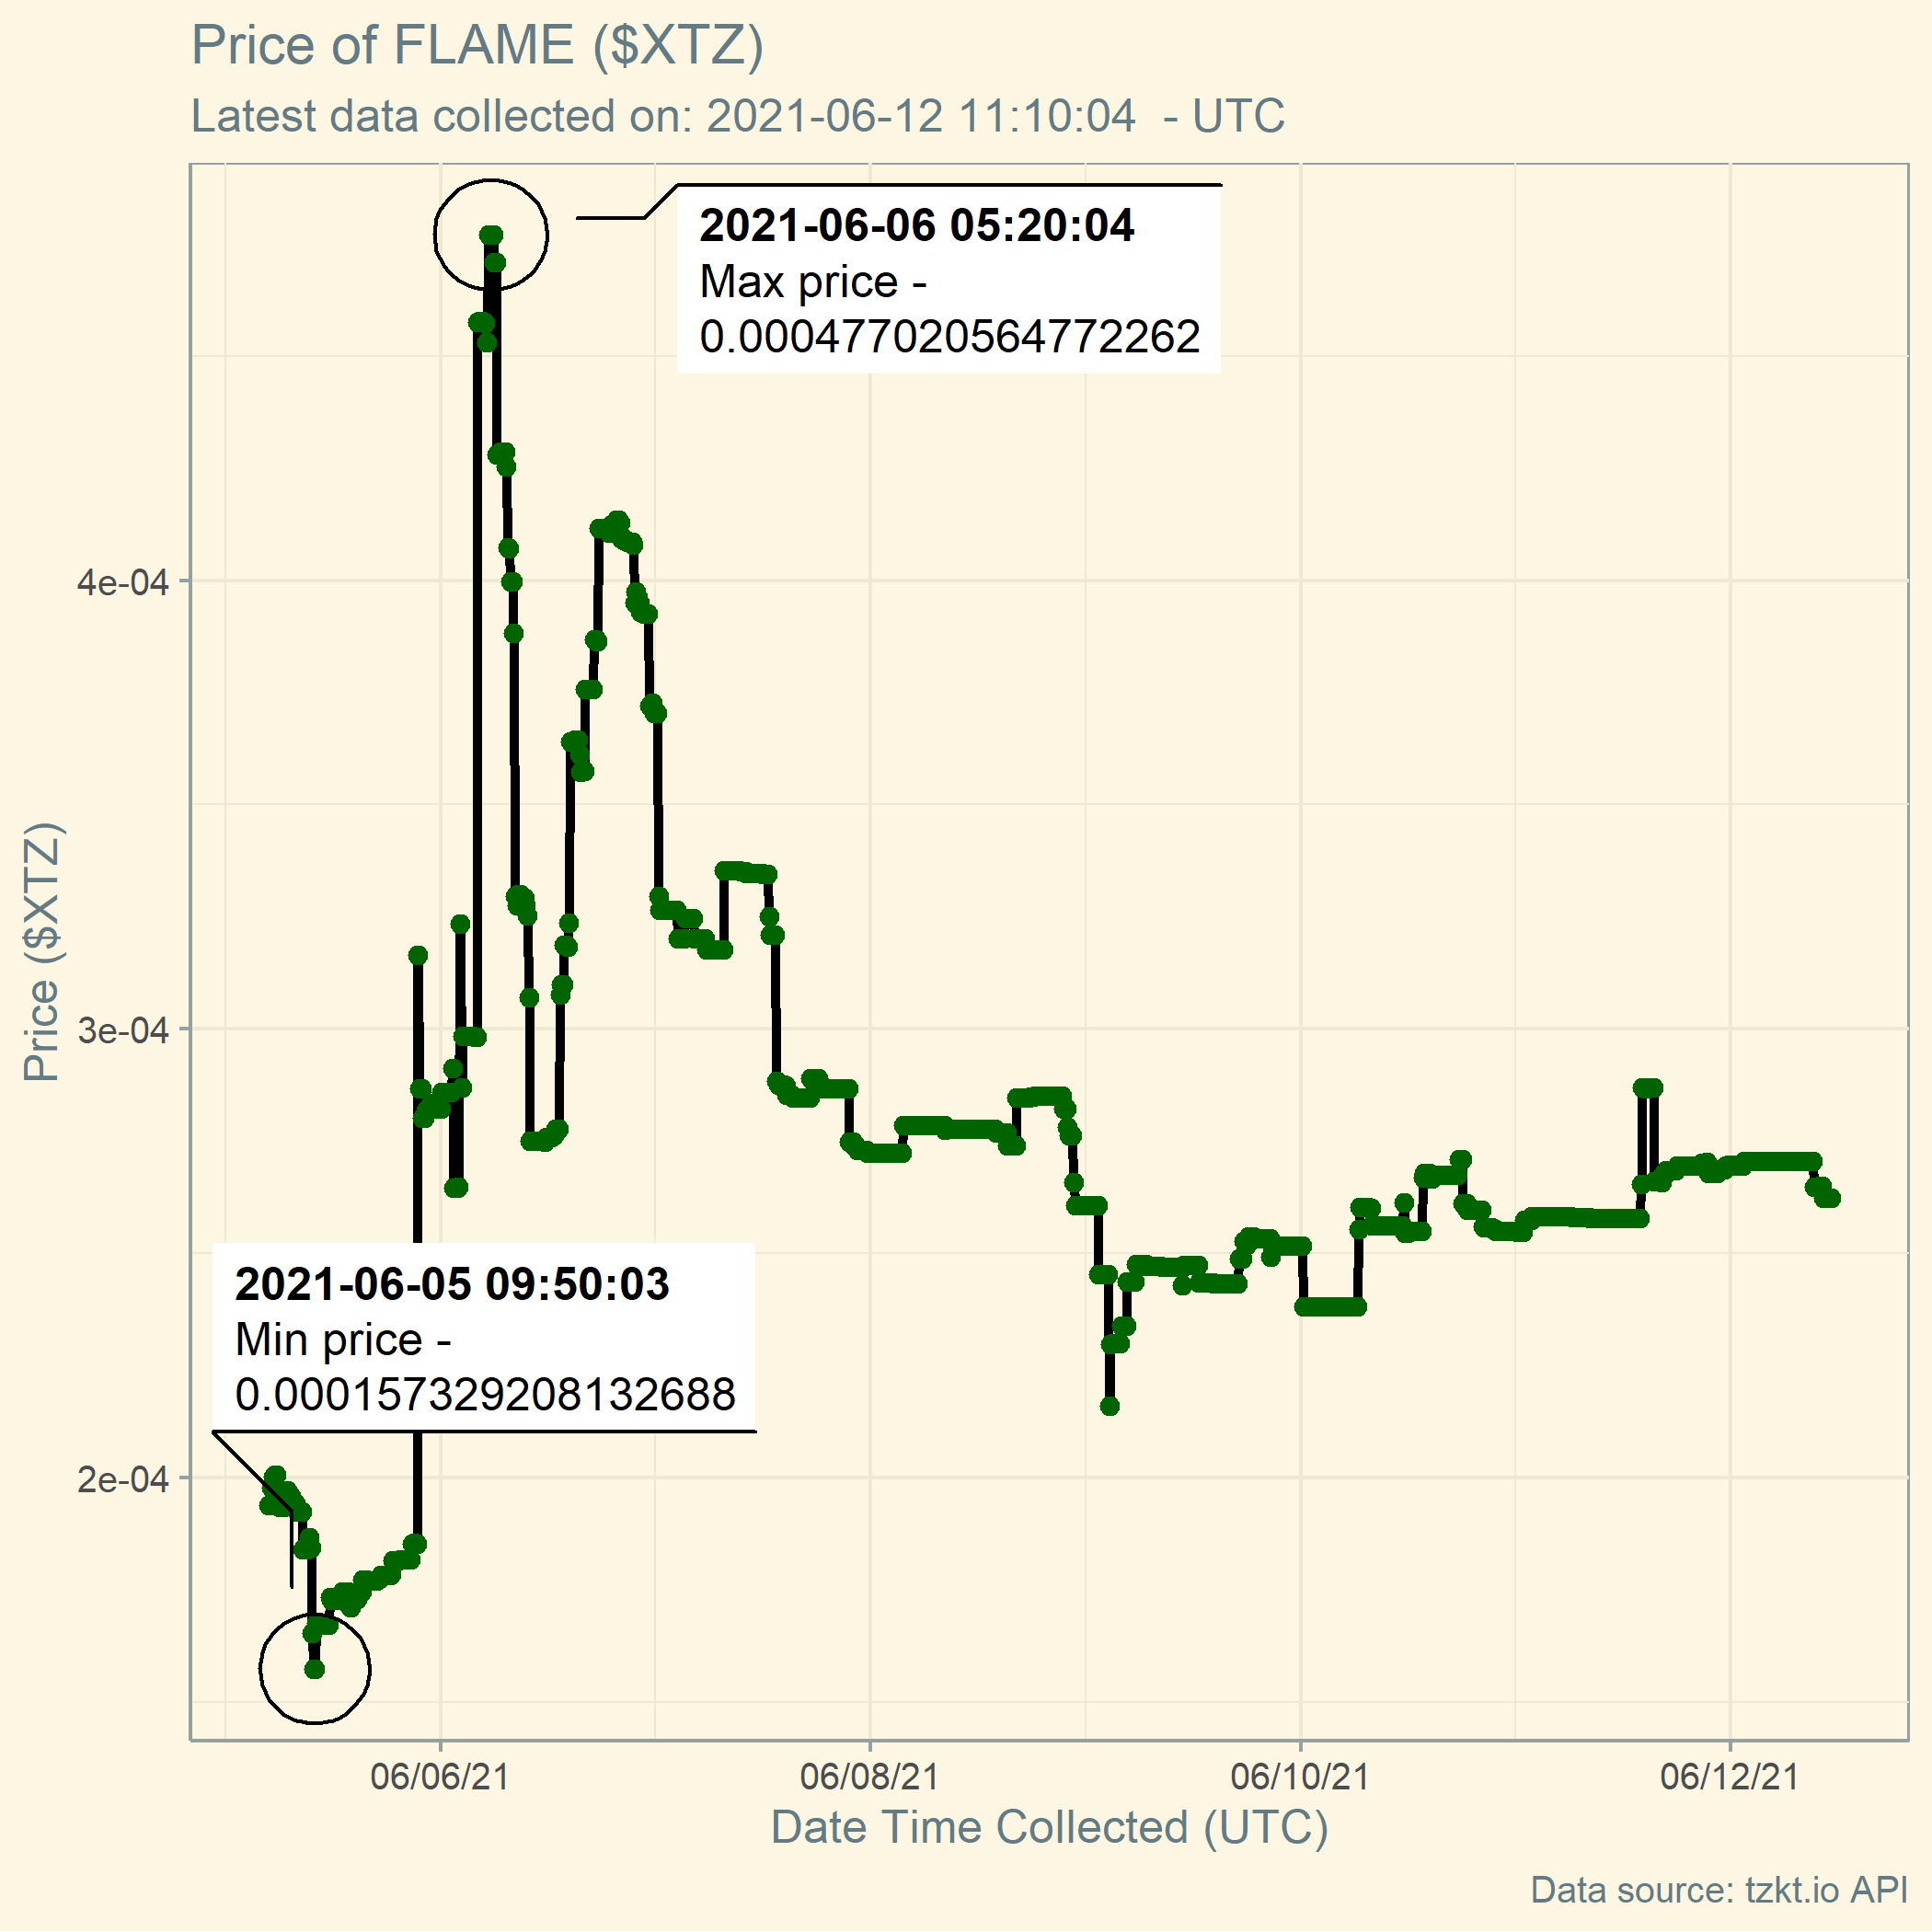 Price of FLAME ($XTZ)
Latest data collected on: 2021-06-12 11:10:04  - UTC
2021-06-06 05:20:04
Max price -
0.000477020564772262
4e-04
3e-04
2e-04
Price ($XTZ)
2021-06-05 09:50:03
Min price -
0.000157329208132688
06/06/21
06/08/21
06/10/21
06/12/21
Date Time Collected (UTC)
Data source: tzkt.io API